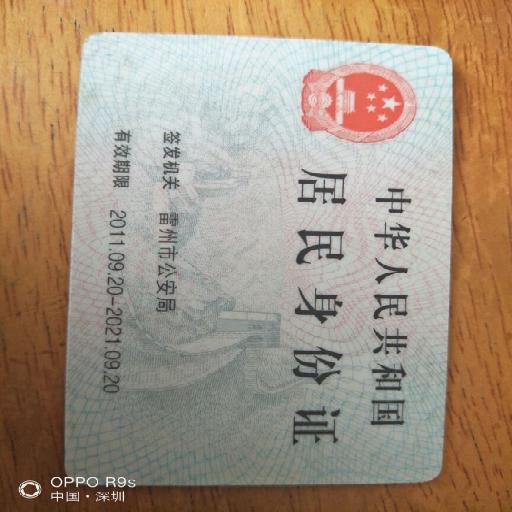 中华人民共和国
居民身份证
签发机关 雷州市公安局
有效期限 2011.09.20-2021.09.20
OPPO R9s
中国·深圳